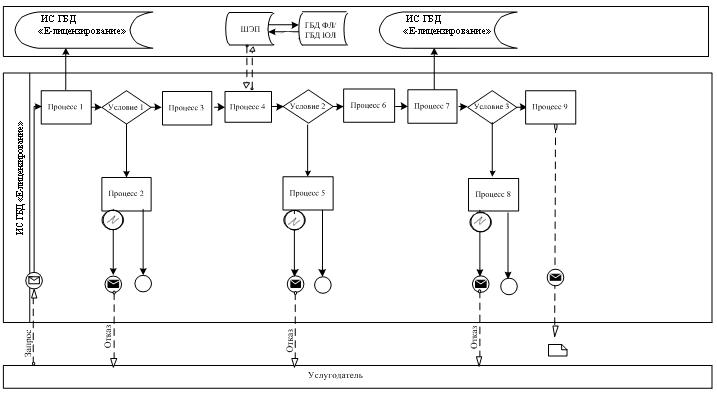 ИС ГБД
«Е-лицензирование»
ШЭП
ГБД ФЛ/
ГБД ЮЛ
ИС ГБД
«Е-лицензирование»
ИС ГБД «Е-лицензирование»
Процесс 1
Условие 1
Процесс 3
Процесс 4
Условие 2
Процесс 6
Процесс 7
Условие 3
Процесс 9
Процесс 2
Процесс 5
Процесс 8
Запрос
Отказ
Отказ
Отказ
Услугодатель